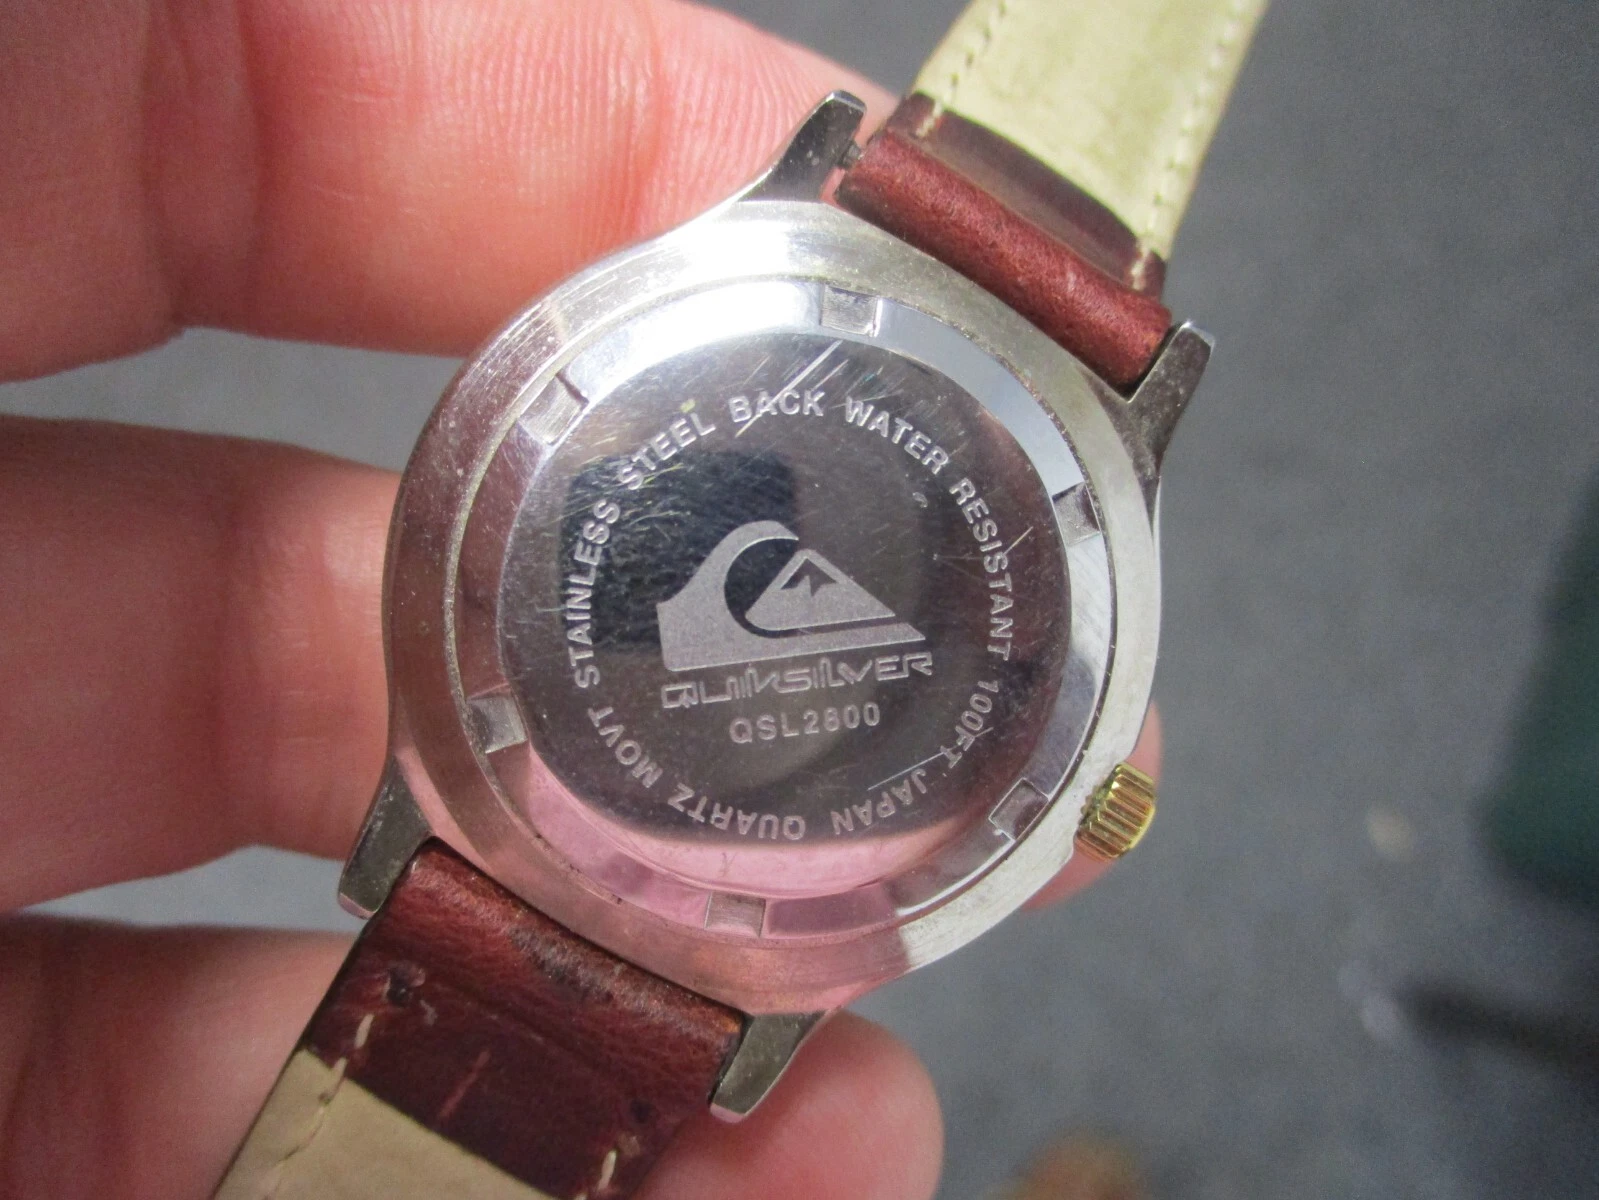 STAINLESS STEEL BACK WATER RESISTANT 100FT JAPAN QUARTZ MOVT
QUIKSILVER
QSL2800